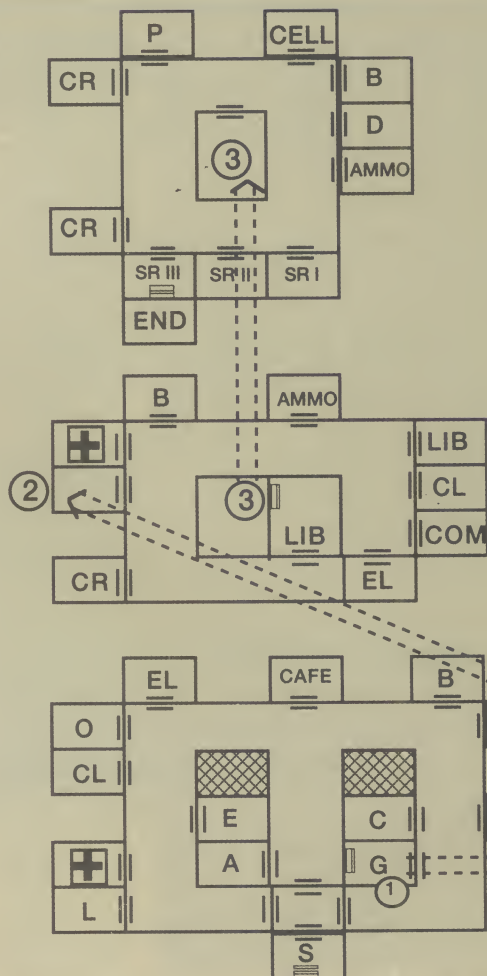 P CELL
CR B
③ D
AMMO
CR
SR III SR II SR I
END
B AMMO
LIB
② ③ CL
LIB COM
CR EL
EL CAFE B
O
CL
E C
A G
①
L
S